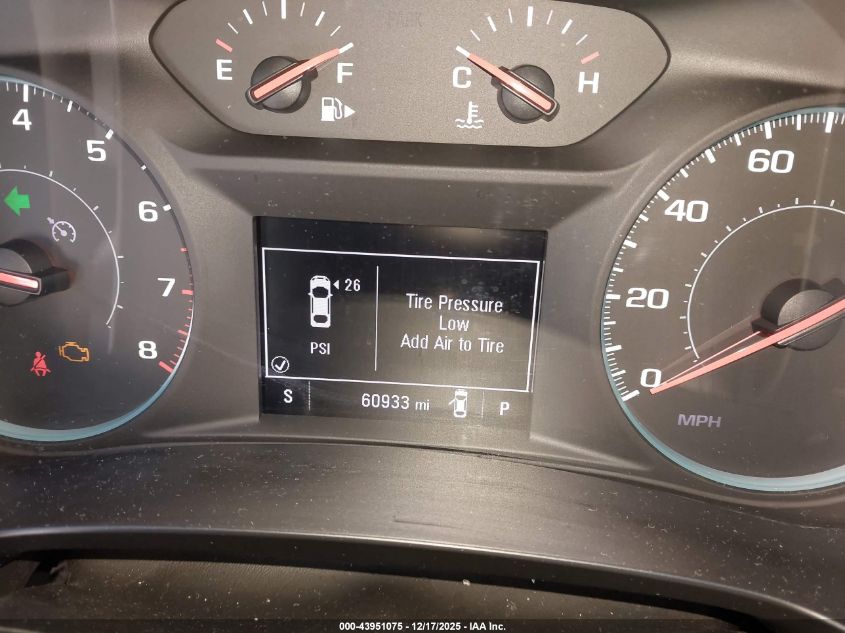 PARK
E
F
C
H
4
5
6
7
8
60
40
20
0
MPH
26
PSI
Tire Pressure
Low
Add Air to Tire
S
60933 mi
P
000-43951075 - 12/17/2025 - IAA Inc.